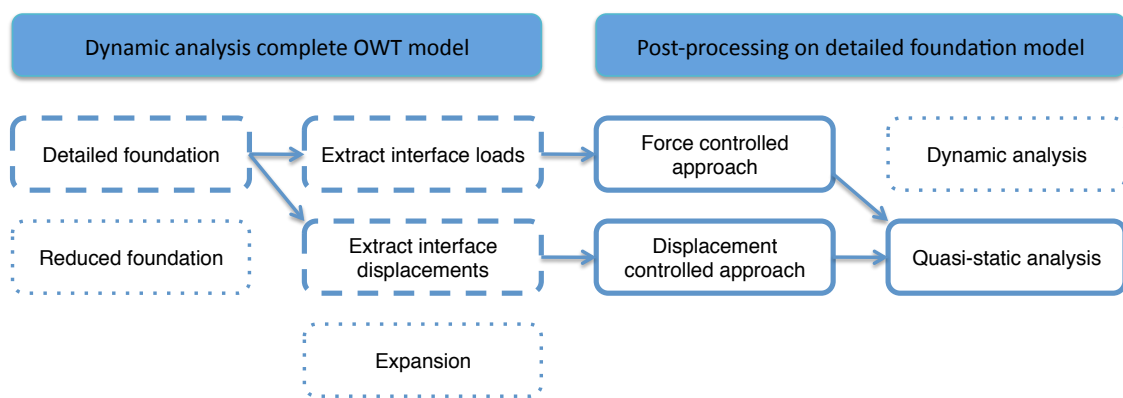 Dynamic analysis complete OWT model
Post-processing on detailed foundation model
Detailed foundation
Extract interface loads
Force controlled
approach
Dynamic analysis
Reduced foundation
Extract interface
displacements
Displacement
controlled approach
Quasi-static analysis
Expansion